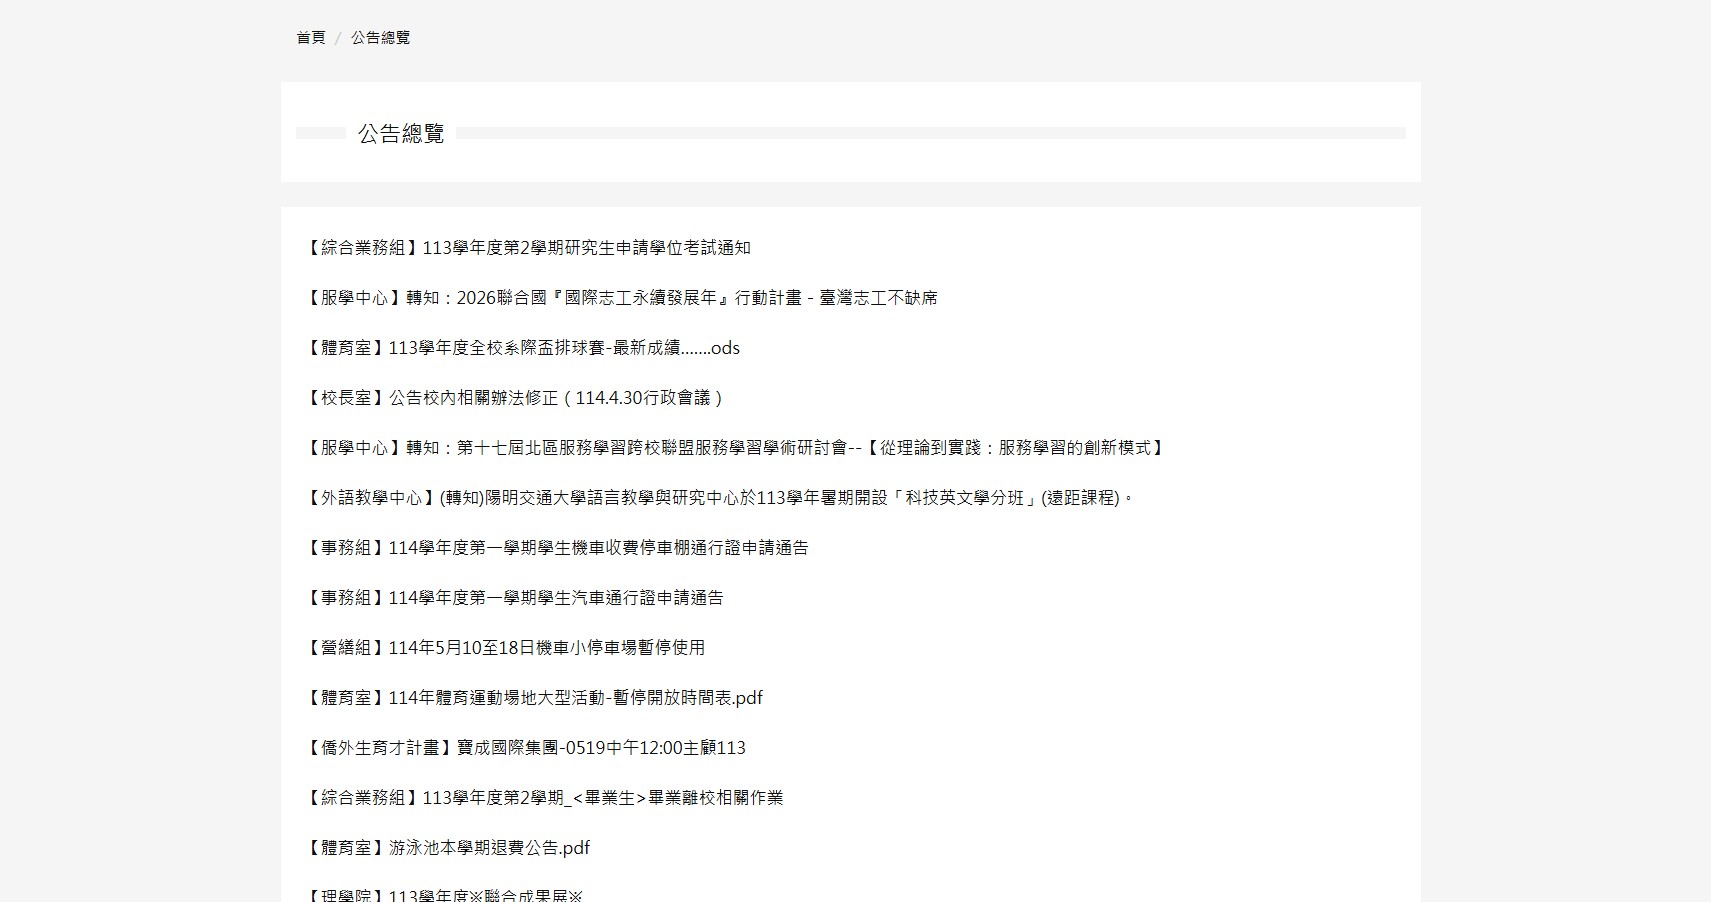 首頁 / 公告總覽
公告總覽
【綜合業務組】113學年度第2學期研究生申請學位考試通知
【服學中心】轉知：2026聯合國『國際志工永續發展年』行動計畫 - 臺灣志工不缺席
【體育室】113學年度全校系際盃排球賽-最新成績.......ods
【校長室】公告校內相關辦法修正（114.4.30行政會議）
【服學中心】轉知：第十七屆北區服務學習跨校聯盟服務學習學術研討會--【從理論到實踐：服務學習的創新模式】
【外語教學中心】(轉知)陽明交通大學語言教學與研究中心於113學年暑期開設「科技英文學分班」(遠距課程)。
【事務組】114學年度第一學期學生機車收費停車棚通行證申請通告
【事務組】114學年度第一學期學生汽車通行證申請通告
【營繕組】114年5月10至18日機車小停車場暫停使用
【體育室】114年體育運動場地大型活動-暫停開放時間表.pdf
【僑外生育才計畫】寶成國際集團-0519中午12:00主顧113
【綜合業務組】113學年度第2學期_<畢業生>畢業離校相關作業
【體育室】游泳池本學期退費公告.pdf
【理學院】113學年度※聯合成果展※